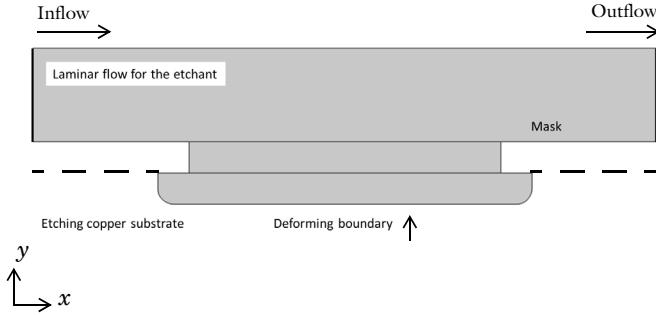 Inflow
Outflow
Laminar flow for the etchant
Mask
Etching copper substrate
Deforming boundary
y
x